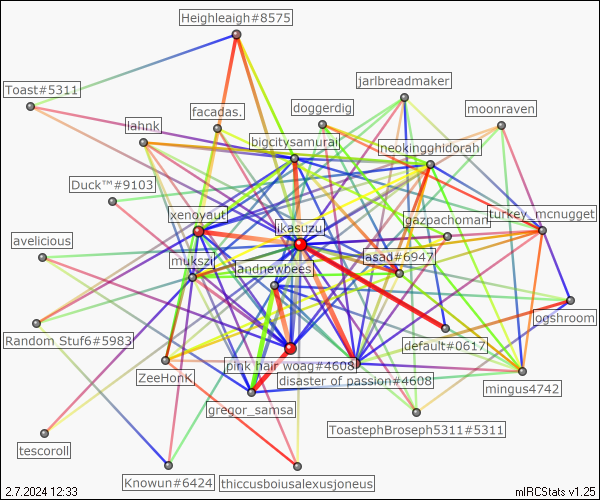 Heighleaigh#8575
jarlbreadmaker
Toast#5311
facadas.
doggerdig
moonraven
lahnk
bigcitysamurai
neokingghidorah
Duck™#9103
xenoyaut
ikasuzu
gazpachoman
turkey_mcnugget
avelicious
mukszi
asad#6947
landnewbees
ogshroom
Random Stuf6#5983
default#0617
ZeeHonK
pink hair woag#4608
disaster of passion#4608
mingus4742
gregor_samsa
ToastephBroseph5311#5311
tescoroll
Knowun#6424
thiccusboiusalexusjoneus
2.7.2024 12:33
mIRCStats v1.25